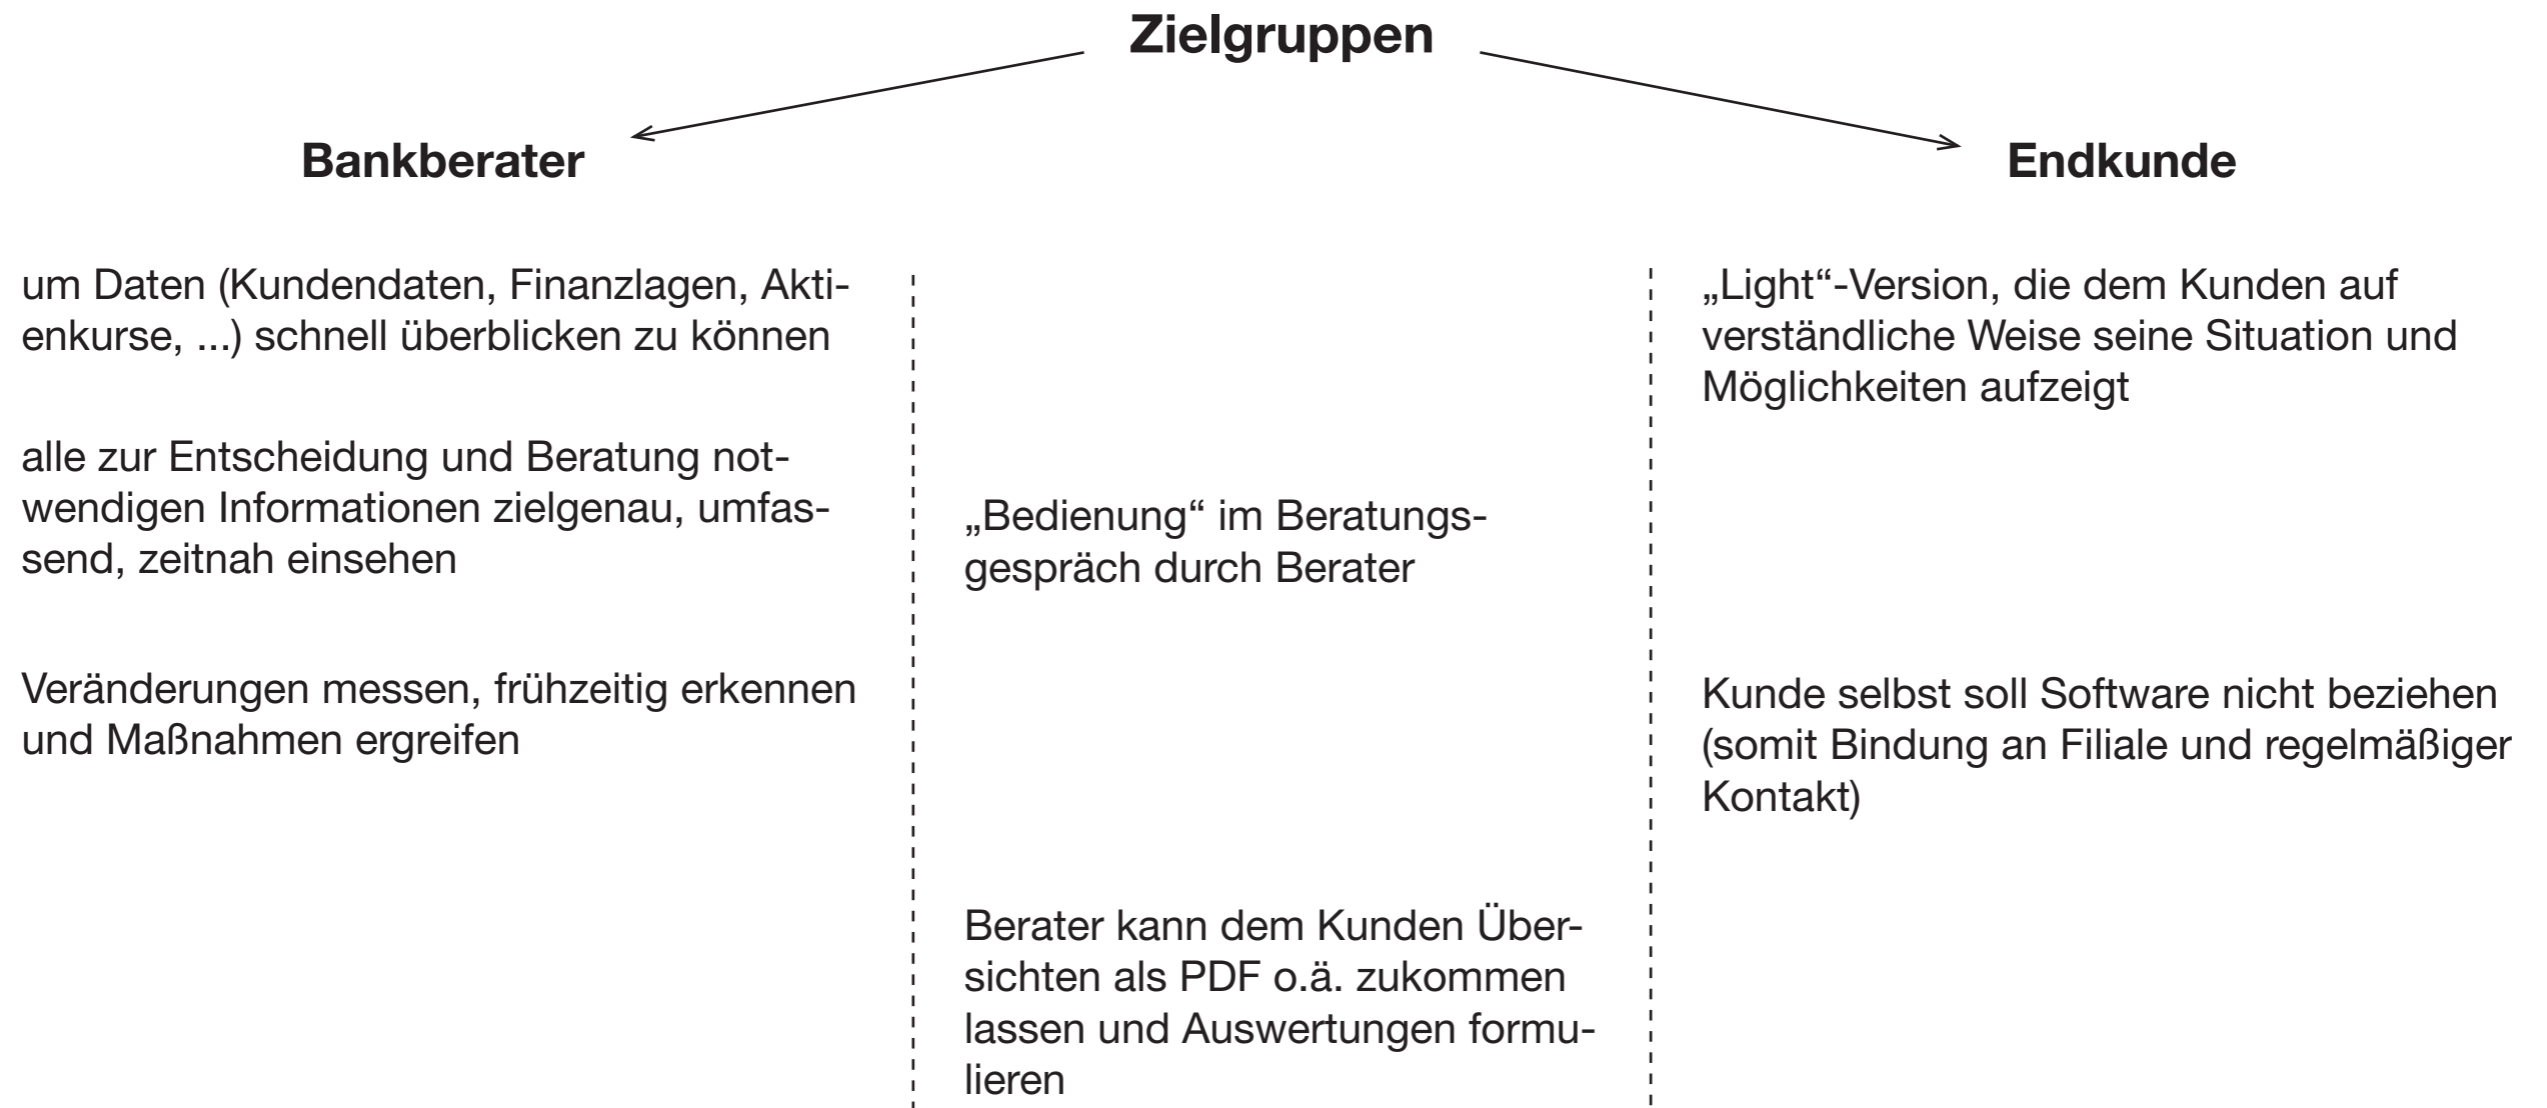 Zielgruppen
Bankberater
um Daten (Kundendaten, Finanzlagen, Akti-
enkurse, ...) schnell überblicken zu können
alle zur Entscheidung und Beratung not-
wendigen Informationen zielgenau, umfas-
send, zeitnah einsehen
Veränderungen messen, frühzeitig erkennen
und Maßnahmen ergreifen
„Bedienung“ im Beratungs-
gespräch durch Berater
Berater kann dem Kunden Über-
sichten als PDF o.ä. zukommen
lassen und Auswertungen formu-
lieren
Endkunde
„Light“-Version, die dem Kunden auf
verständliche Weise seine Situation und
Möglichkeiten aufzeigt
Kunde selbst soll Software nicht beziehen
(somit Bindung an Filiale und regelmäßiger
Kontakt)